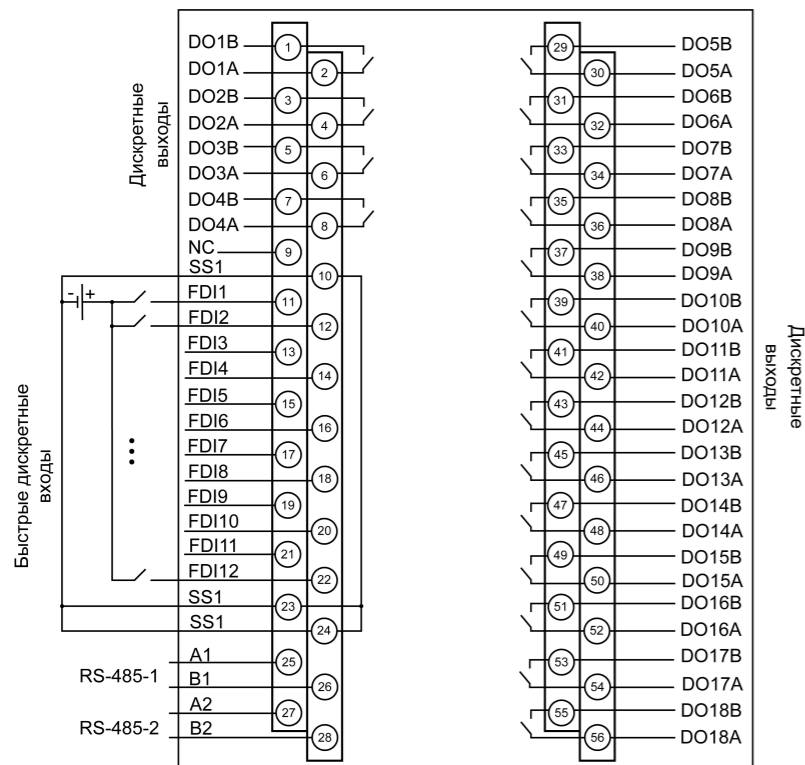 Дискретные
выходы
DO1B 1
DO1A 2
DO2B 3
DO2A 4
DO3B 5
DO3A 6
DO4B 7
DO4A 8
NC 9
SS1 10
- +
FDI1 11
FDI2 12
FDI3 13
FDI4 14
FDI5 15
FDI6 16
FDI7 17
FDI8 18
FDI9 19
FDI10 20
FDI11 21
FDI12 22
SS1 23
SS1 24
Быстрые дискретные
входы
RS-485-1
A1 25
B1 26
RS-485-2
A2 27
B2 28
29 DO5B
30 DO5A
31 DO6B
32 DO6A
33 DO7B
34 DO7A
35 DO8B
36 DO8A
37 DO9B
38 DO9A
39 DO10B
40 DO10A
41 DO11B
42 DO11A
43 DO12B
44 DO12A
45 DO13B
46 DO13A
47 DO14B
48 DO14A
49 DO15B
50 DO15A
51 DO16B
52 DO16A
53 DO17B
54 DO17A
55 DO18B
56 DO18A
Дискретные
выходы